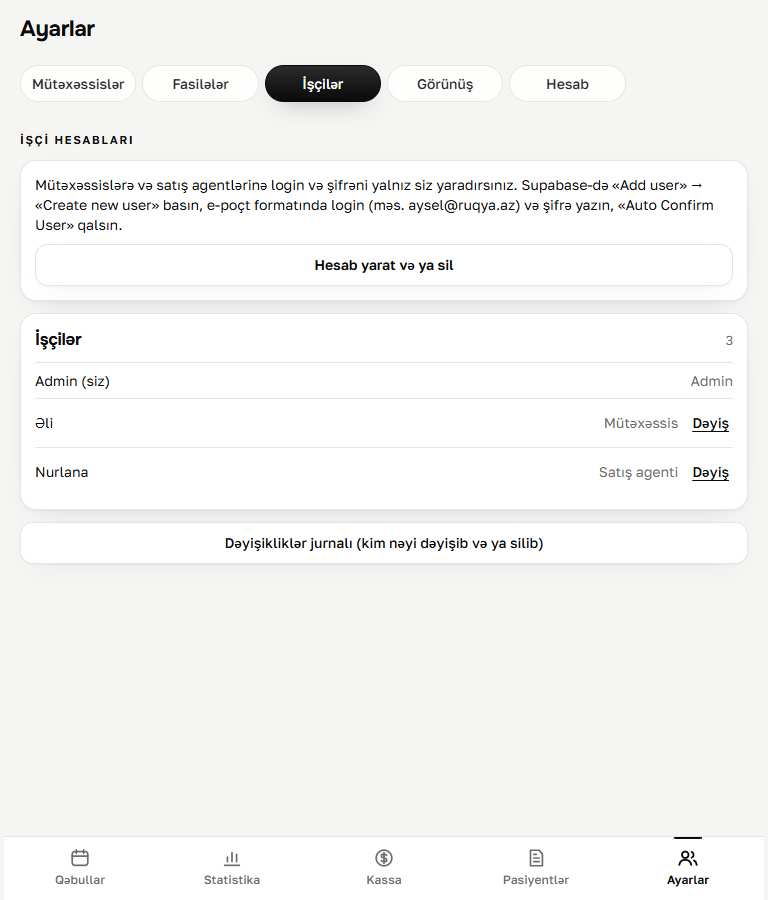 Ayarlar
Mütəxəssislər
Fasilələr
İşçilər
Görünüş
Hesab
İŞÇİ HESABLARI
Mütəxəssislərə və satış agentlərinə login və şifrəni yalnız siz yaradırsınız. Supabase-də «Add user» →
«Create new user» basın, e-poçt formatında login (məs. aysel@ruqya.az) və şifrə yazın, «Auto Confirm
User» qalsın.
Hesab yarat və ya sil
İşçilər 3
Admin (siz) Admin
Əli Mütəxəssis Dəyiş
Nurlana Satış agenti Dəyiş
Dəyişikliklər jurnalı (kim nəyi dəyişib və ya silib)
Qəbullar
Statistika
Kassa
Pasiyentlər
Ayarlar